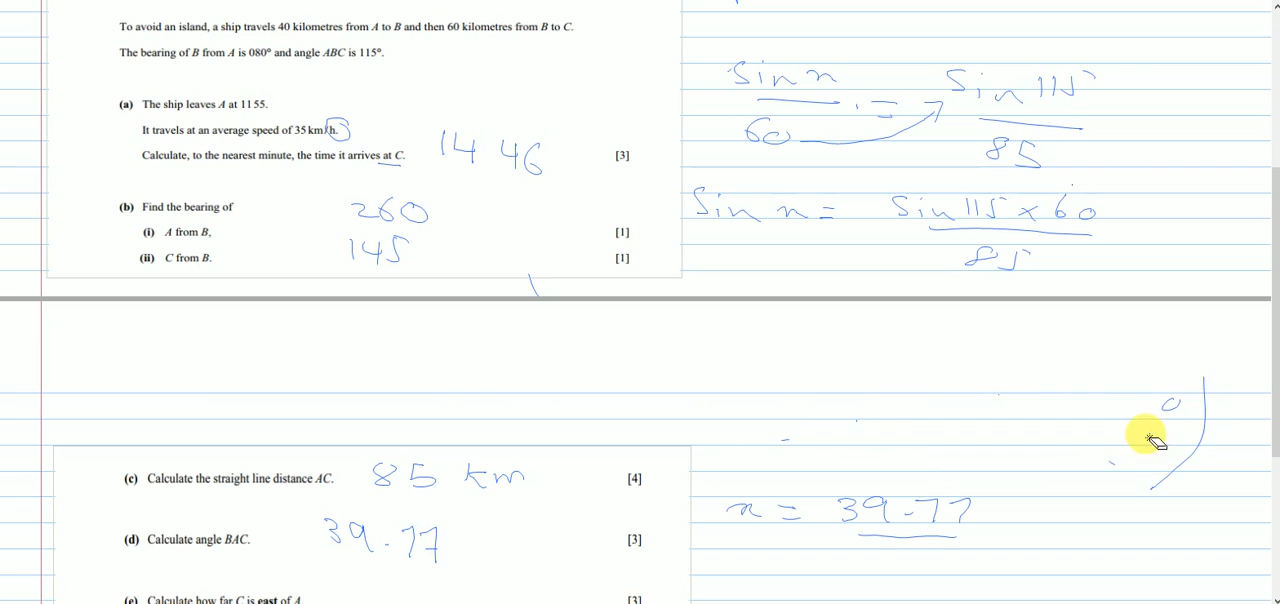 To avoid an island, a ship travels 40 kilometres from A to B and then 60 kilometres from B to C.
The bearing of B from A is 080° and angle ABC is 115°.
(a) The ship leaves A at 1155.
It travels at an average speed of 35 km/h.
Calculate, to the nearest minute, the time it arrives at C. 1446 [3]
(b) Find the bearing of 260
(i) A from B, [1]
(ii) C from B. 145 [1]
Sin x = Sin 115
60 85
Sin x = Sin 115 x 60
85
(c) Calculate the straight line distance AC. 85 km [4]
x = 39.77
(d) Calculate angle BAC. 39.77 [3]
(e) Calculate how far C is east of A [3]